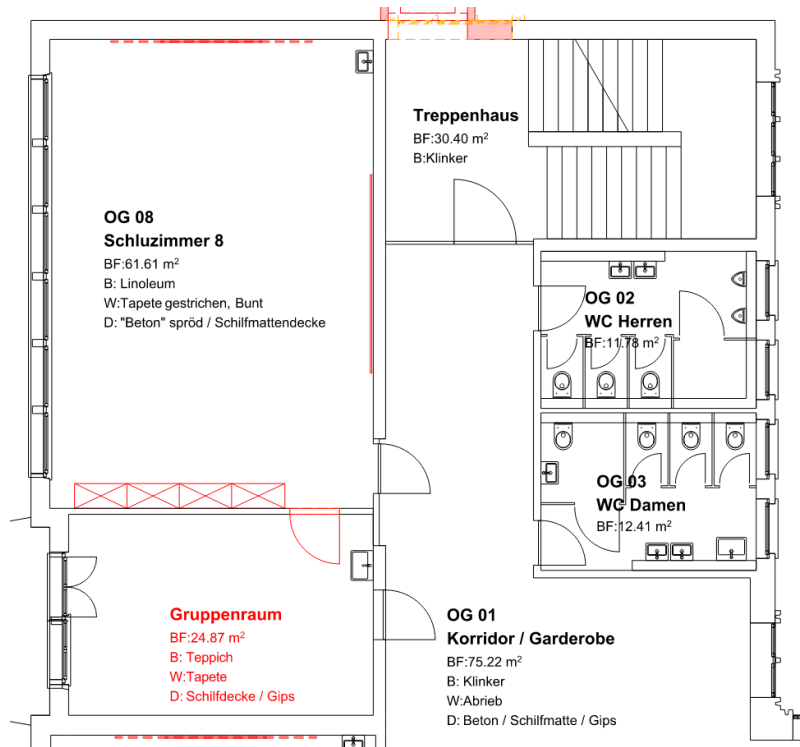 Treppenhaus
BF:30.40 m²
B:Klinker
OG 08
Schluzimmer 8
BF:61.61 m²
B: Linoleum
W:Tapete gestrichen, Bunt
D: "Beton" spröd / Schilfmattendecke
OG 02
WC Herren
BF:11.78 m²
OG 03
WC Damen
BF:12.41 m²
Gruppenraum
BF:24.87 m²
B: Teppich
W:Tapete
D: Schilfdecke / Gips
OG 01
Korridor / Garderobe
BF:75.22 m²
B: Klinker
W:Abrieb
D: Beton / Schilfmatte / Gips